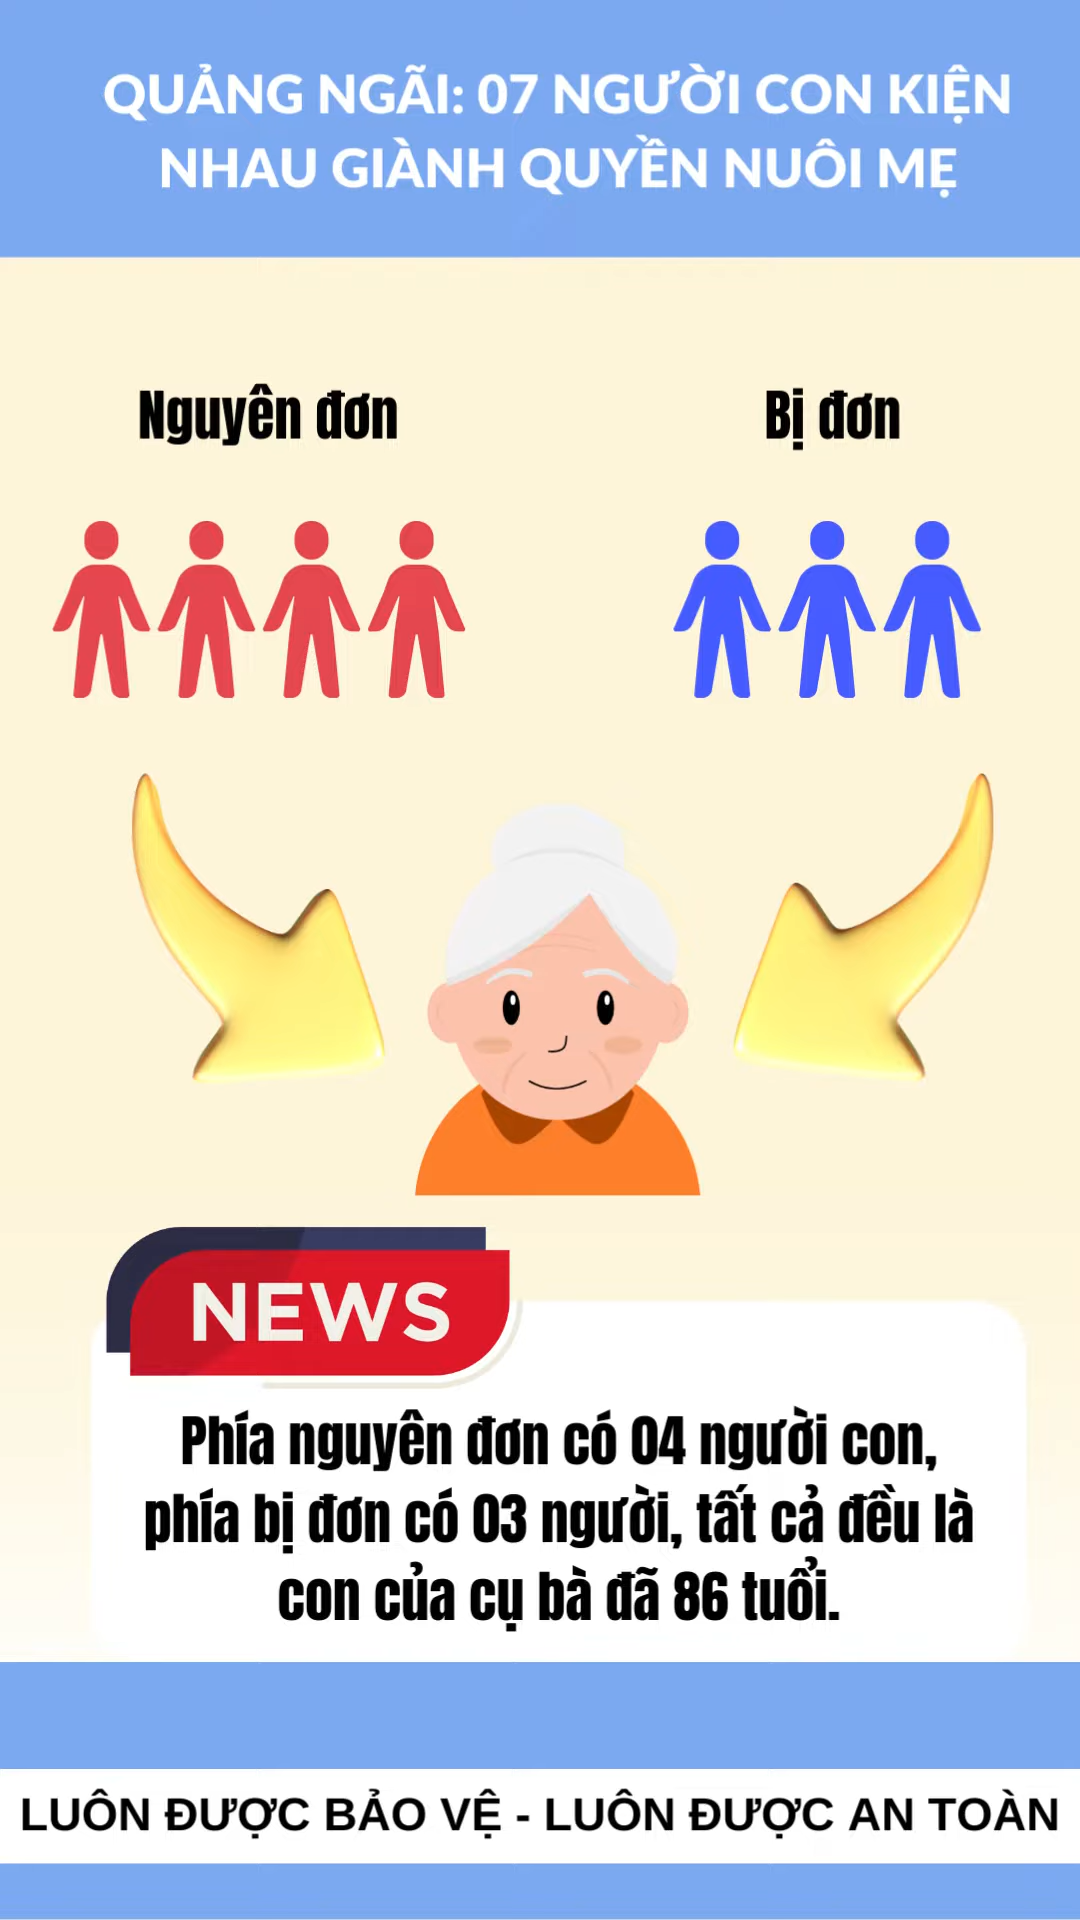 QUẢNG NGÃI: 07 NGƯỜI CON KIỆN
NHAU GIÀNH QUYỀN NUÔI MẸ
Nguyên đơn
Bị đơn
NEWS
Phía nguyên đơn có 04 người con,
phía bị đơn có 03 người, tất cả đều là
con của cụ bà đã 86 tuổi.
LUÔN ĐƯỢC BẢO VỆ - LUÔN ĐƯỢC AN TOÀN